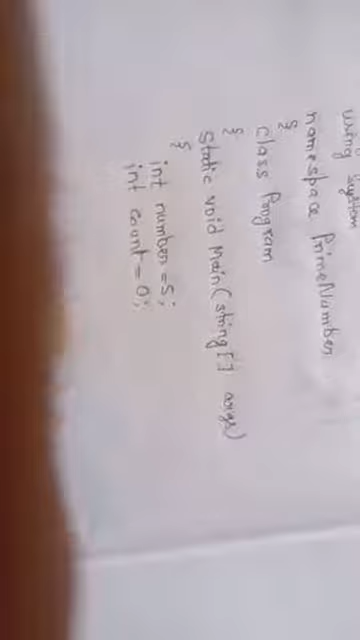 using system
namespace PrimeNumber
{
class Program
{
static void Main(string[] args)
{
int number=5;
int count=0;